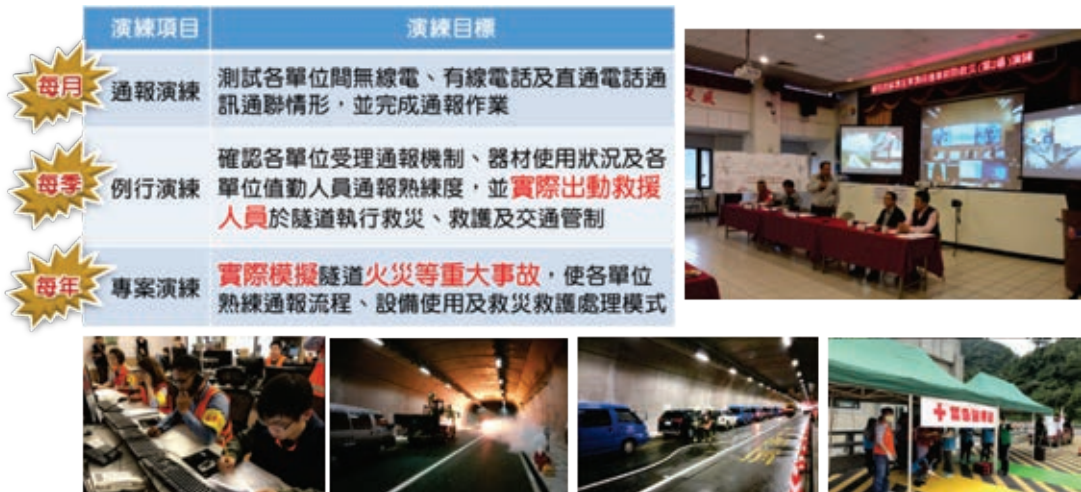 演練項目 演練目標
每月 通報演練 測試各單位間無線電、有線電話及直通電話通
訊通聯情形，並完成通報作業
每季 例行演練 確認各單位受理通報機制、器材使用狀況及各
單位值勤人員通報熟練度，並實際出動救援
人員於隧道執行救災、救護及交通管制
每年 專案演練 實際模擬隧道火災等重大事故，使各單位
熟練通報流程、設備使用及救災救護處理模式